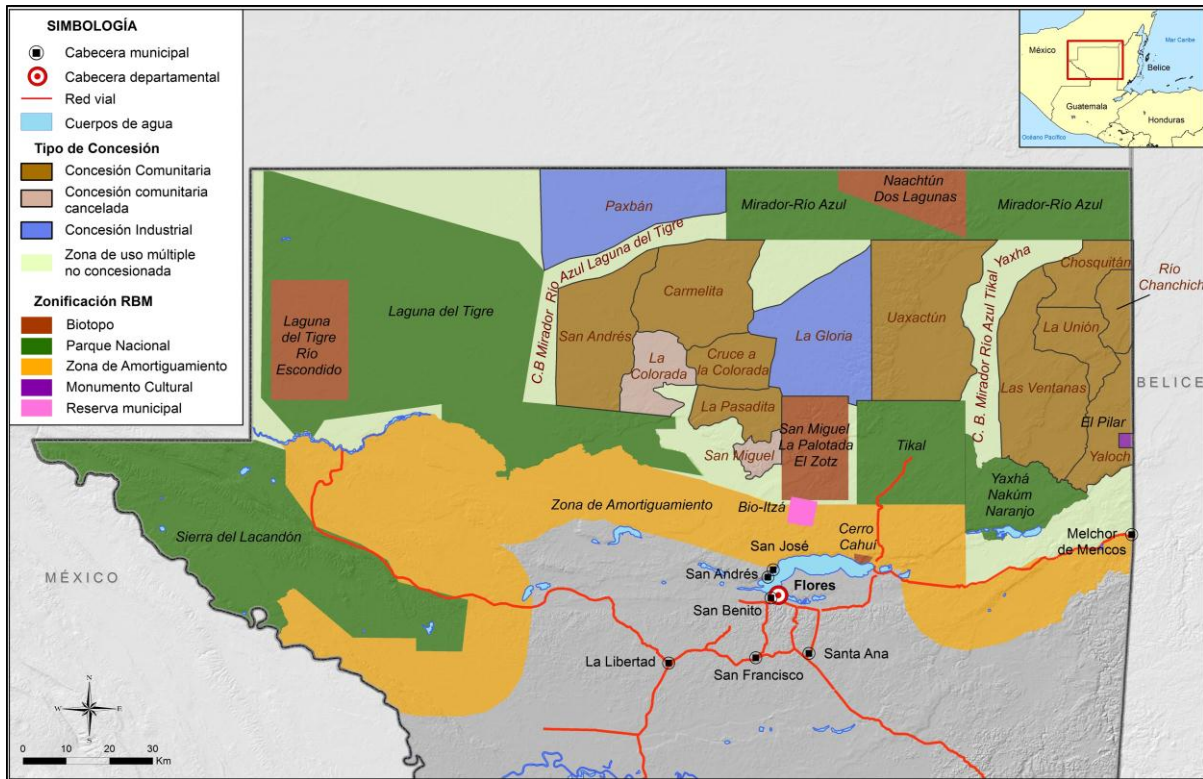 SIMBOLOGÍA
Cabecera municipal
Cabecera departamental
Red vial
Cuerpos de agua
Tipo de Concesión
Concesión Comunitaria
Concesión comunitaria
cancelada
Concesión Industrial
Zona de uso múltiple
no concesionada
Zonificación RBM
Biotopo
Parque Nacional
Zona de Amortiguamiento
Monumento Cultural
Reserva municipal
México
Mar Caribe
Belice
Guatemala
Honduras
Océano Pacífico
Paxbán
Mirador-Río Azul
Naachtún
Dos Lagunas
Mirador-Río Azul
C.B Mirador Río Azul Laguna del Tigre
C. B. Mirador Río Azul Tikal Yaxha
Chosquitán
Río
Chanchich
Laguna
del Tigre
Río
Escondido
Laguna del Tigre
San Andrés
Carmelita
La
Colorada
Cruce a
la Colorada
La Gloria
Uaxactún
La Unión
Las Ventanas
BELICE
La Pasadita
San Miguel
San Miguel
La Palotada
El Zotz
Tikal
El Pilar
Yaloch
Yaxhá
Nakúm
Naranjo
Zona de Amortiguamiento
Bio-Itzá
Cerro
Cahuí
Melchor
de Mencos
Sierra del Lacandón
MÉXICO
San José
San Andrés
Flores
San Benito
La Libertad
San Francisco
Santa Ana
N
W
E
S
0 10 20 30
Km